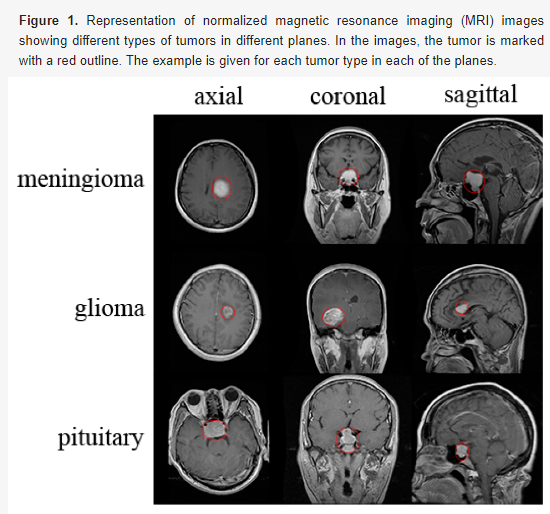 Figure 1. Representation of normalized magnetic resonance imaging (MRI) images
showing different types of tumors in different planes. In the images, the tumor is marked
with a red outline. The example is given for each tumor type in each of the planes.
axial coronal sagittal
meningioma
glioma
pituitary